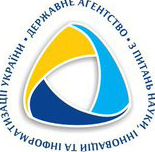 ДЕРЖАВНЕ АГЕНТСТВО • З ПИТАНЬ НАУКИ, ІННОВАЦІЙ ТА ІНФОРМАТИЗАЦІЇ УКРАЇНИ •